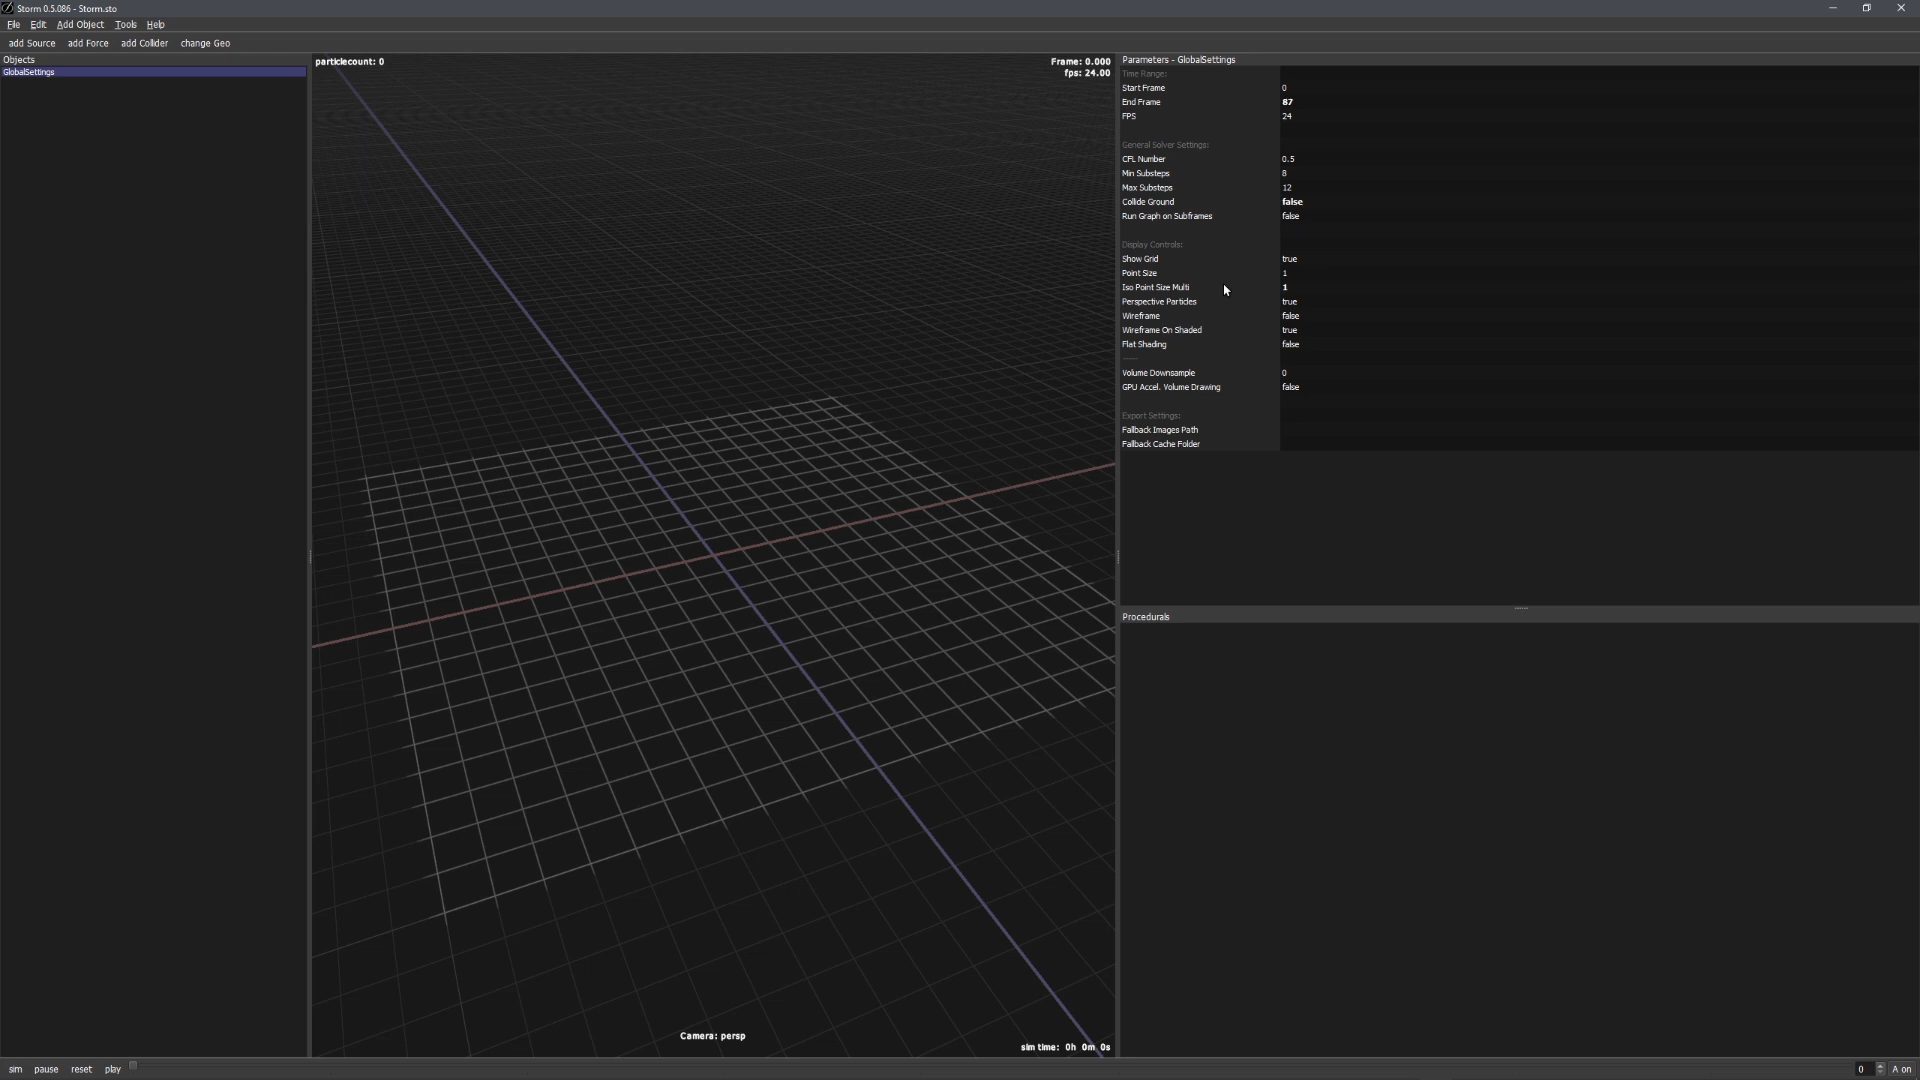 Storm 0.5.086 - Storm.sto
File Edit Add Object Tools Help
add Source add Force add Collider change Geo
Objects
GlobalSettings
particlecount: 0
Frame: 0.000
fps: 24.00
Camera: persp
sim time: 0h 0m 0s
Parameters - GlobalSettings
Time Range:
Start Frame 0
End Frame 87
FPS 24
General Solver Settings:
CFL Number 0.5
Min Substeps 8
Max Substeps 12
Collide Ground false
Run Graph on Subframes false
Display Controls:
Show Grid true
Point Size 1
Iso Point Size Multi 1
Perspective Particles true
Wireframe false
Wireframe On Shaded true
Flat Shading false
-----
Volume Downsample 0
GPU Accel. Volume Drawing false
Export Settings:
Fallback Images Path
Fallback Cache Folder
Procedurals
sim pause reset play 0 A on